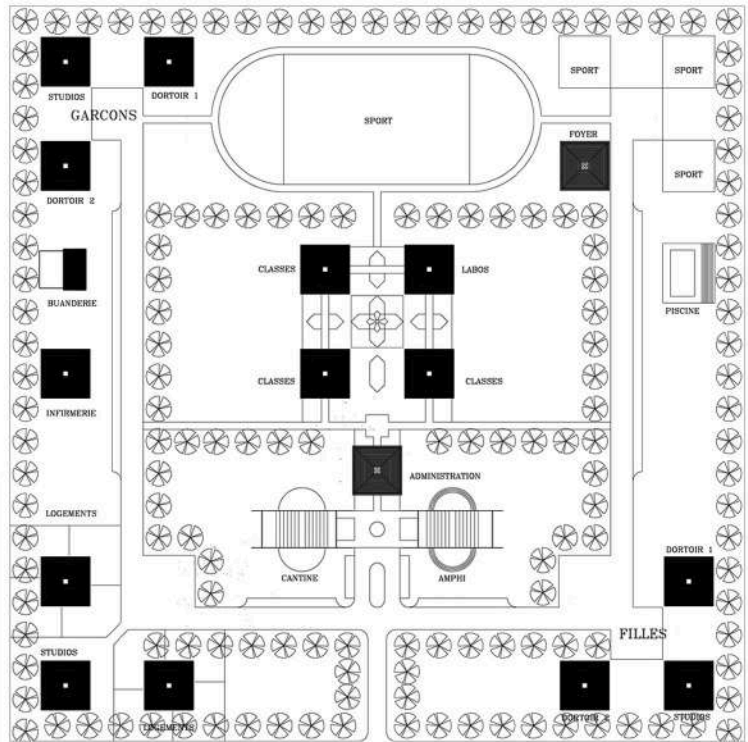 SPORT
SPORT
STUDIOS
DORTOIR 1
GARCONS
SPORT
FOYER
SPORT
DORTOIR 2
CLASSES
LABOS
BUANDERIE
PISCINE
CLASSES
CLASSES
INFIRMERIE
ADMINISTRATION
LOGEMENTS
DORTOIR 1
CANTINE
AMPHI
FILLES
STUDIOS
DORTOIR 2
STUDIOS
LOGEMENTS